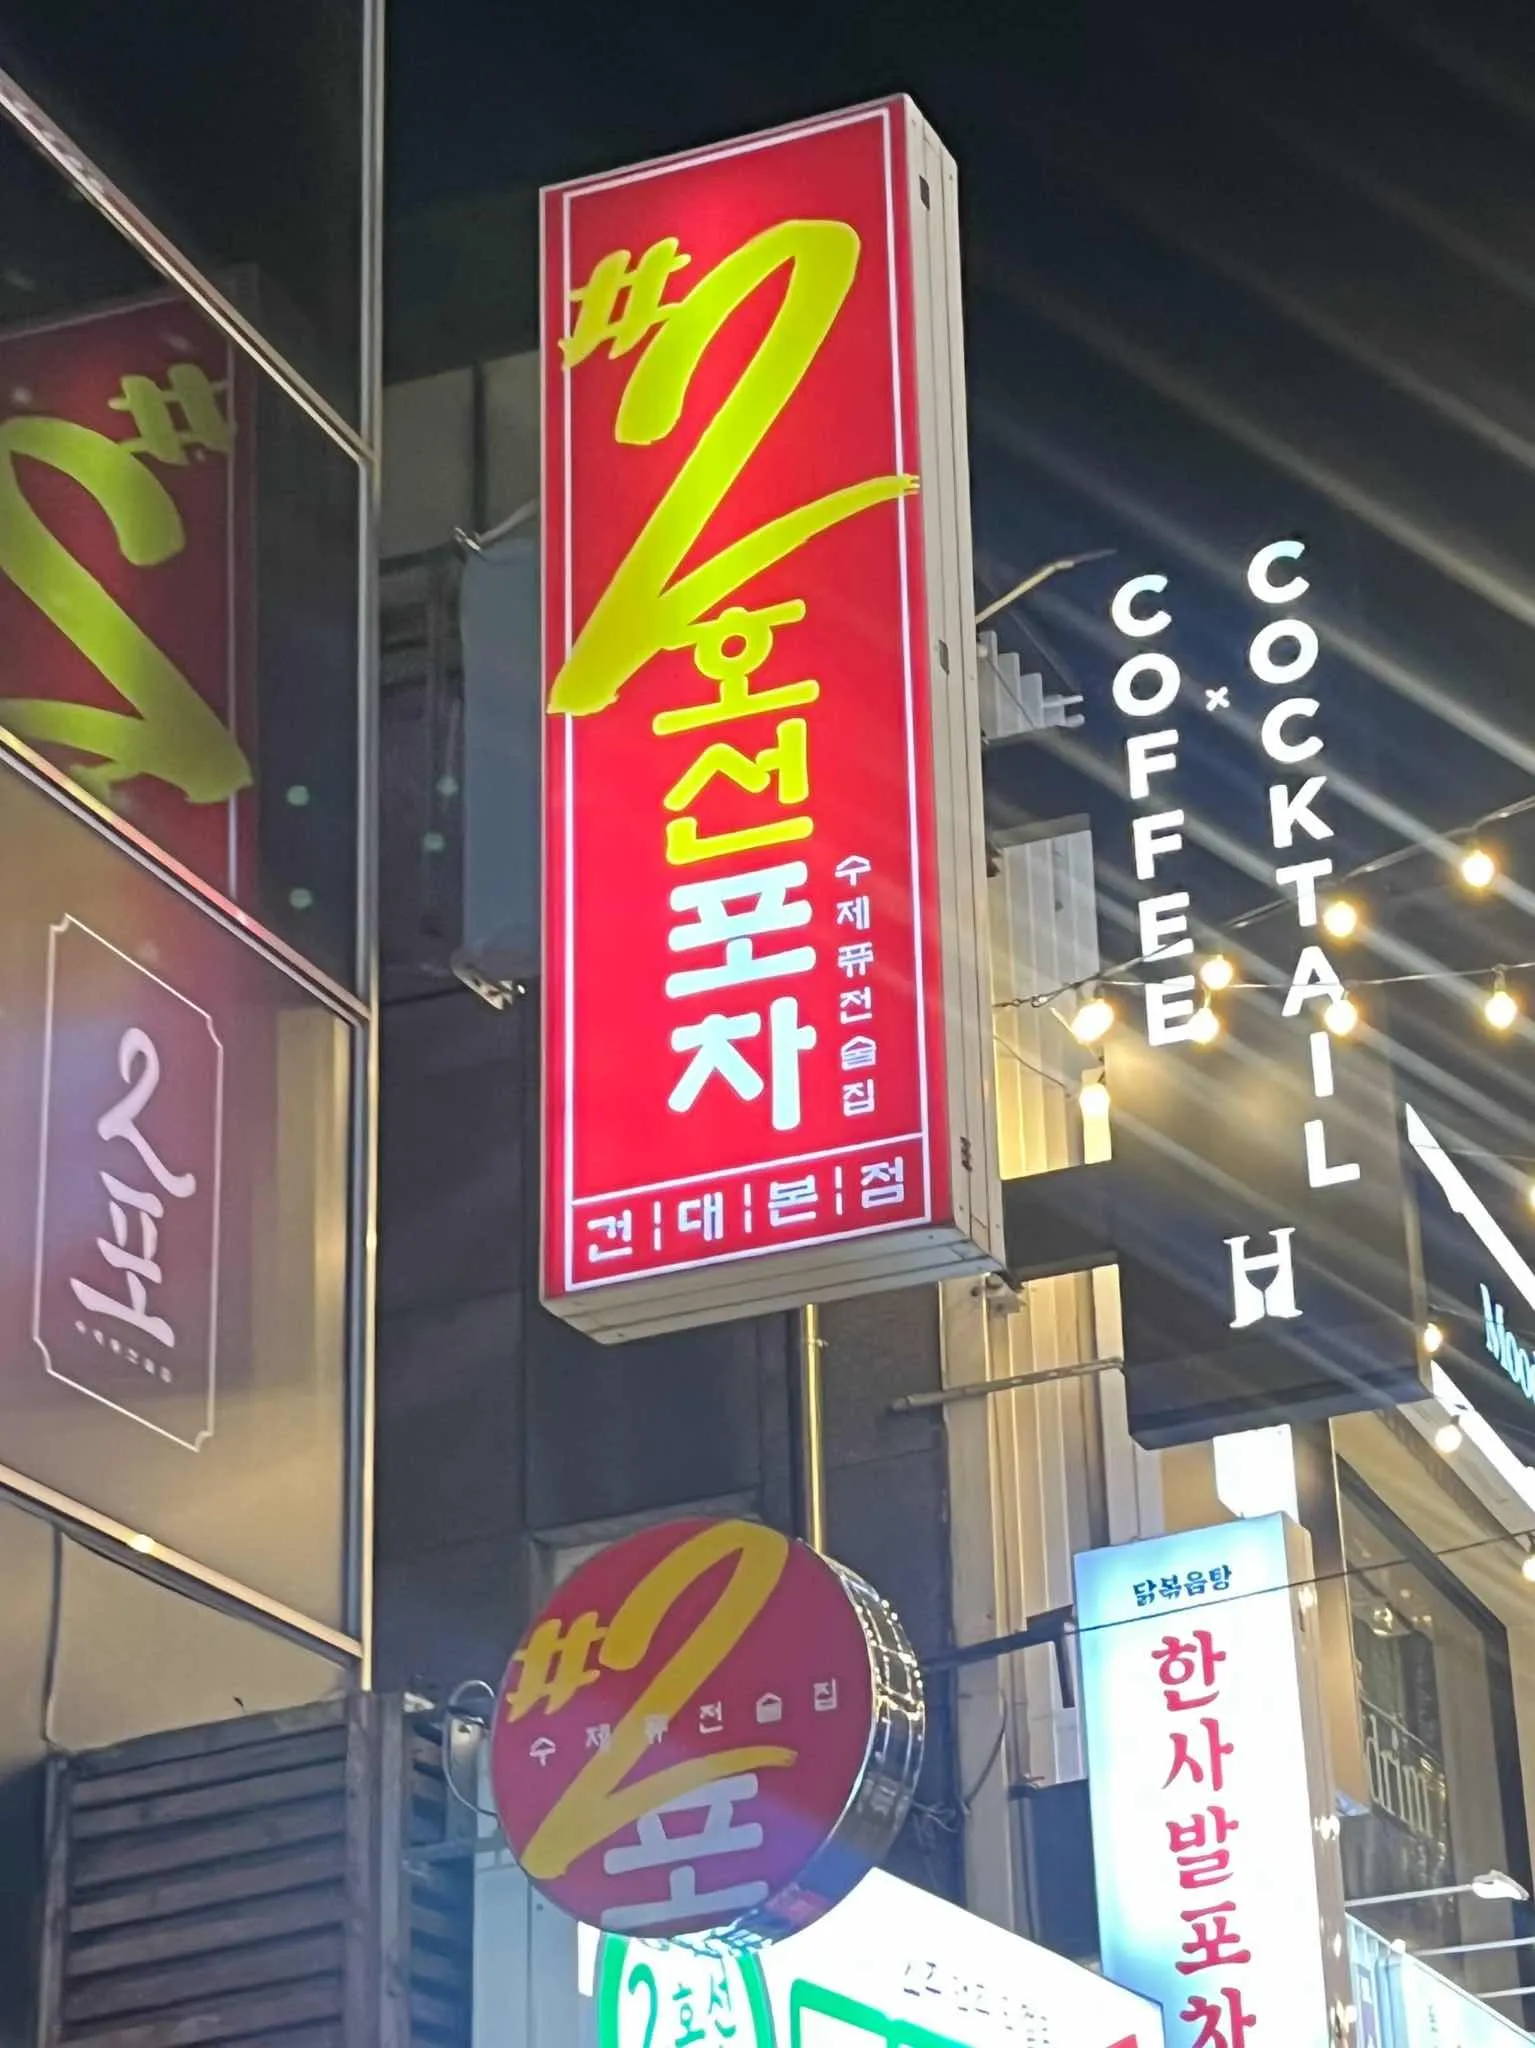 #2호선
포차
수제퓨전술집
건대본점
COFFEE
×
COCKTAIL
H
#2
수제퓨전술집
포
2호선
닭볶음탕
한사발포차